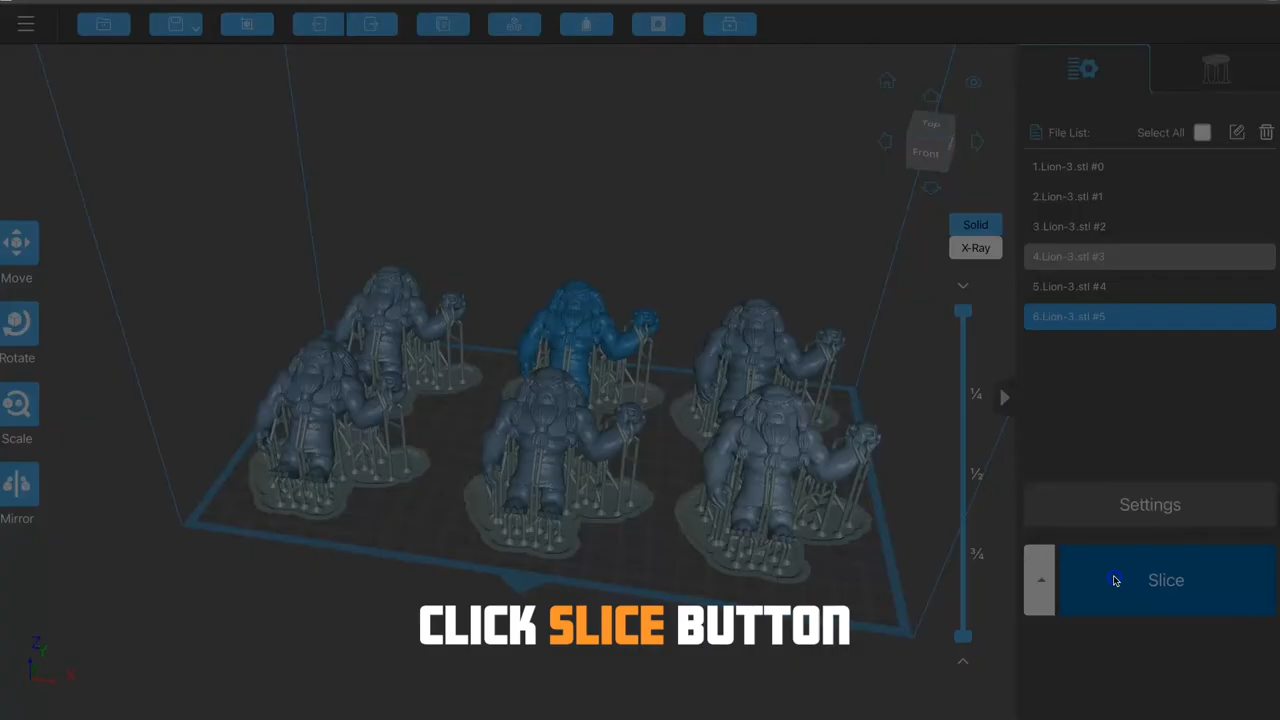 Top
Front
File List:
Select All
1.Lion-3.stl #0
2.Lion-3.stl #1
3.Lion-3.stl #2
4.Lion-3.stl #3
5.Lion-3.stl #4
6.Lion-3.stl #5
Solid
X-Ray
Move
Rotate
Scale
Mirror
¼
½
¾
Settings
Slice
CLICK SLICE BUTTON
Z
Y
X